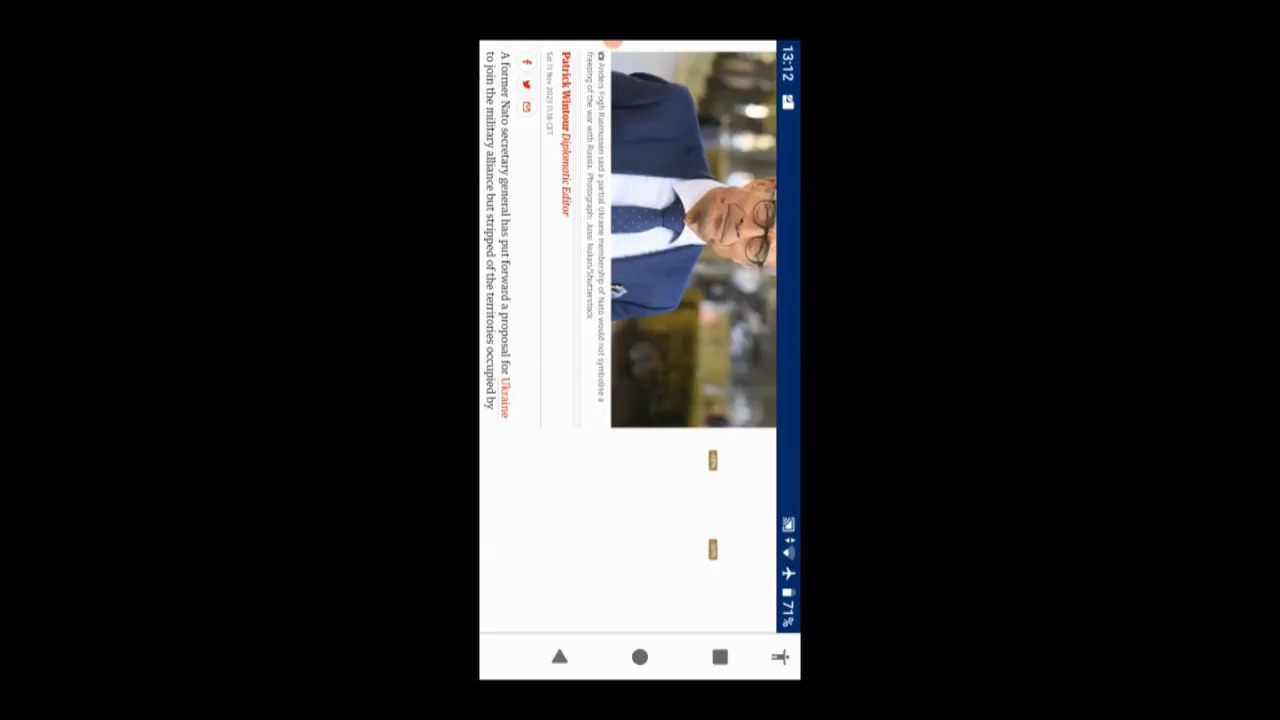 13:12
71%
Anders Fogh Rasmussen said a partial Ukraine membership of Nato would not symbolise a
freezing of the war with Russia. Photograph: Jussi Nukari/Shutterstock
Patrick Wintour Diplomatic Editor
Sat 11 Nov 2023 11.38 CET
A former Nato secretary general has put forward a proposal for Ukraine
to join the military alliance but stripped of the territories occupied by